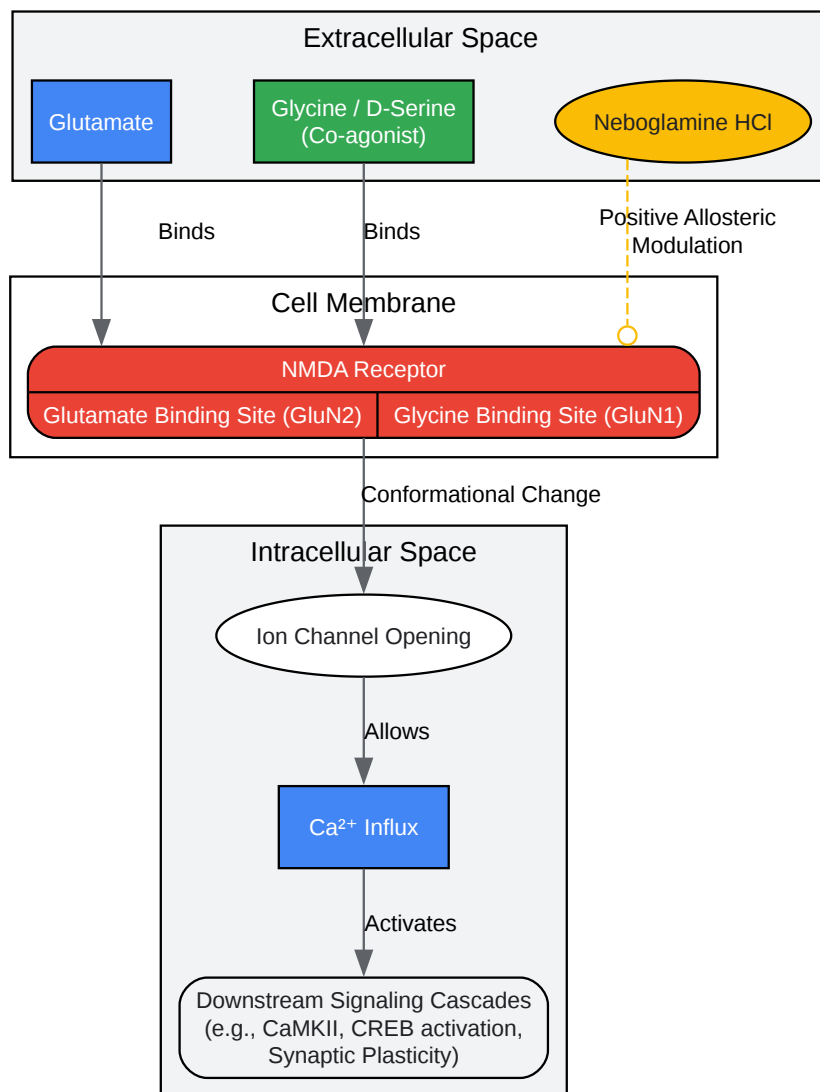 Extracellular Space
Glutamate
Glycine / D-Serine
(Co-agonist)
Neboglamine HCl
Binds
Binds
Positive Allosteric
Modulation
Cell Membrane
NMDA Receptor
Glutamate Binding Site (GluN2)
Glycine Binding Site (GluN1)
Conformational Change
Intracellular Space
Ion Channel Opening
Allows
Ca²⁺ Influx
Activates
Downstream Signaling Cascades
(e.g., CaMKII, CREB activation,
Synaptic Plasticity)